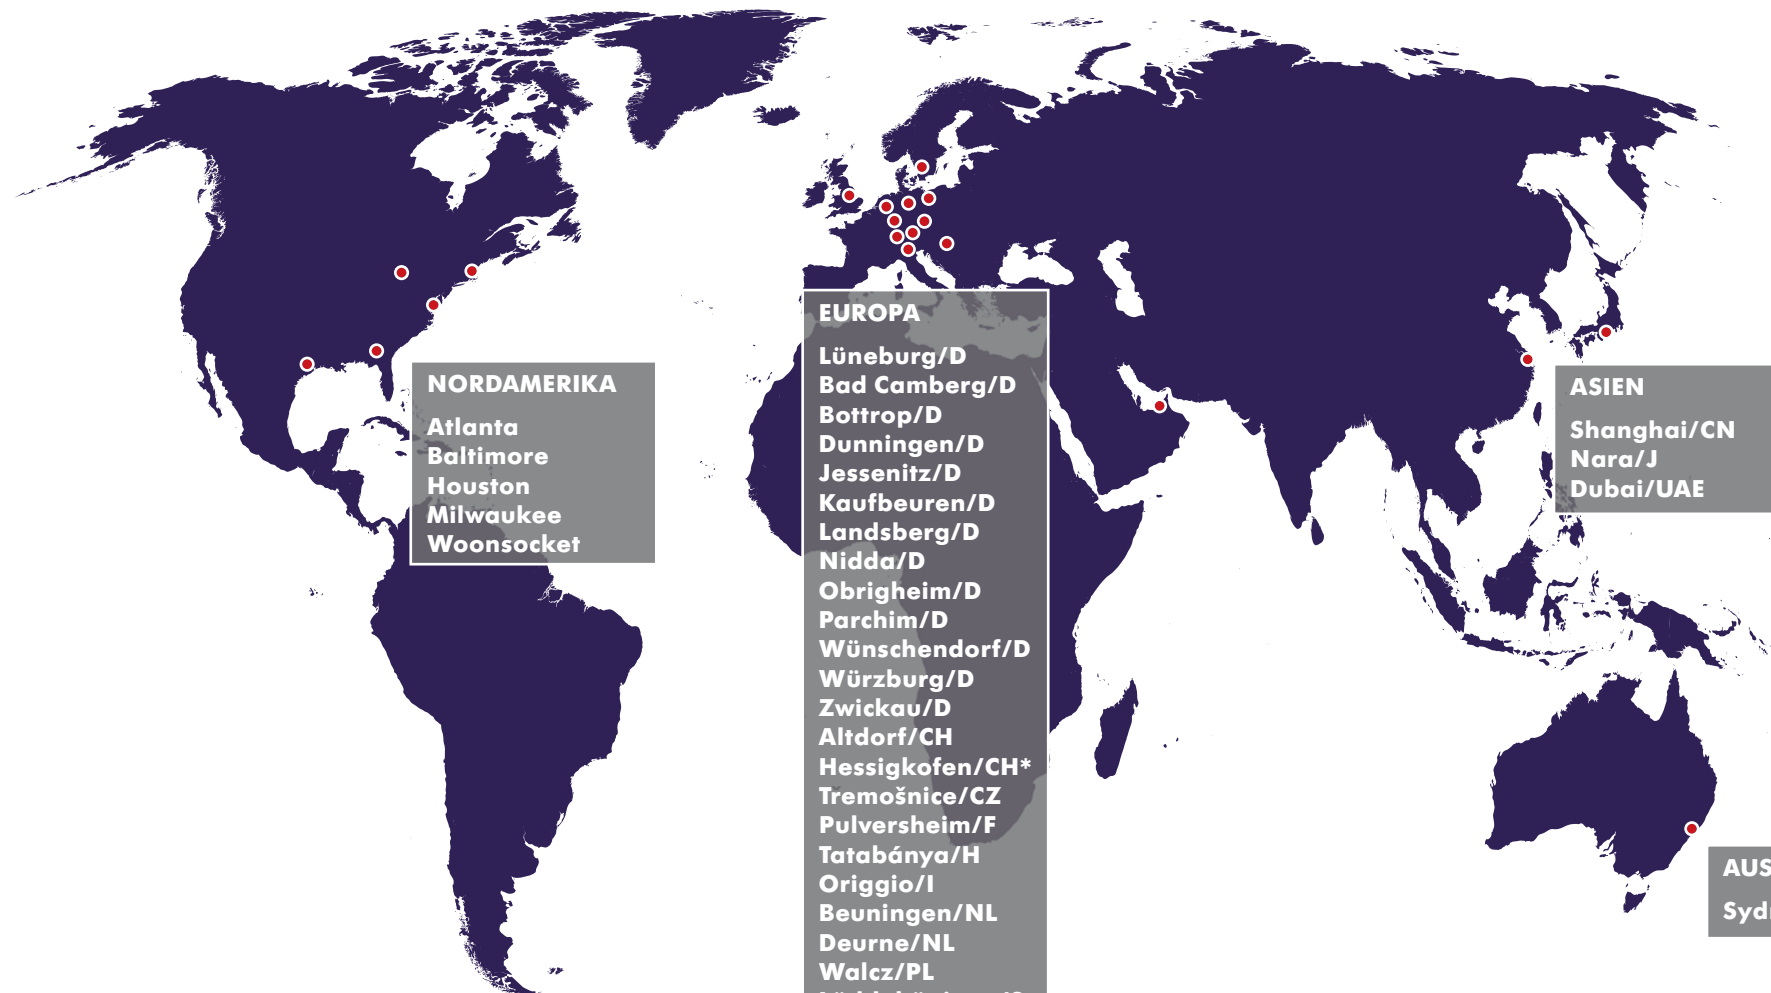 NORDAMERIKA
Atlanta
Baltimore
Houston
Milwaukee
Woonsocket
EUROPA
Lüneburg/D
Bad Camberg/D
Bottrop/D
Dunningen/D
Jessenitz/D
Kaufbeuren/D
Landsberg/D
Nidda/D
Obrigheim/D
Parchim/D
Wünschendorf/D
Würzburg/D
Zwickau/D
Altdorf/CH
Hessigkofen/CH*
Tremošnice/CZ
Pulversheim/F
Tatabánya/H
Origgio/I
Beuningen/NL
Deurne/NL
Walcz/PL
ASIEN
Shanghai/CN
Nara/J
Dubai/UAE
AUS